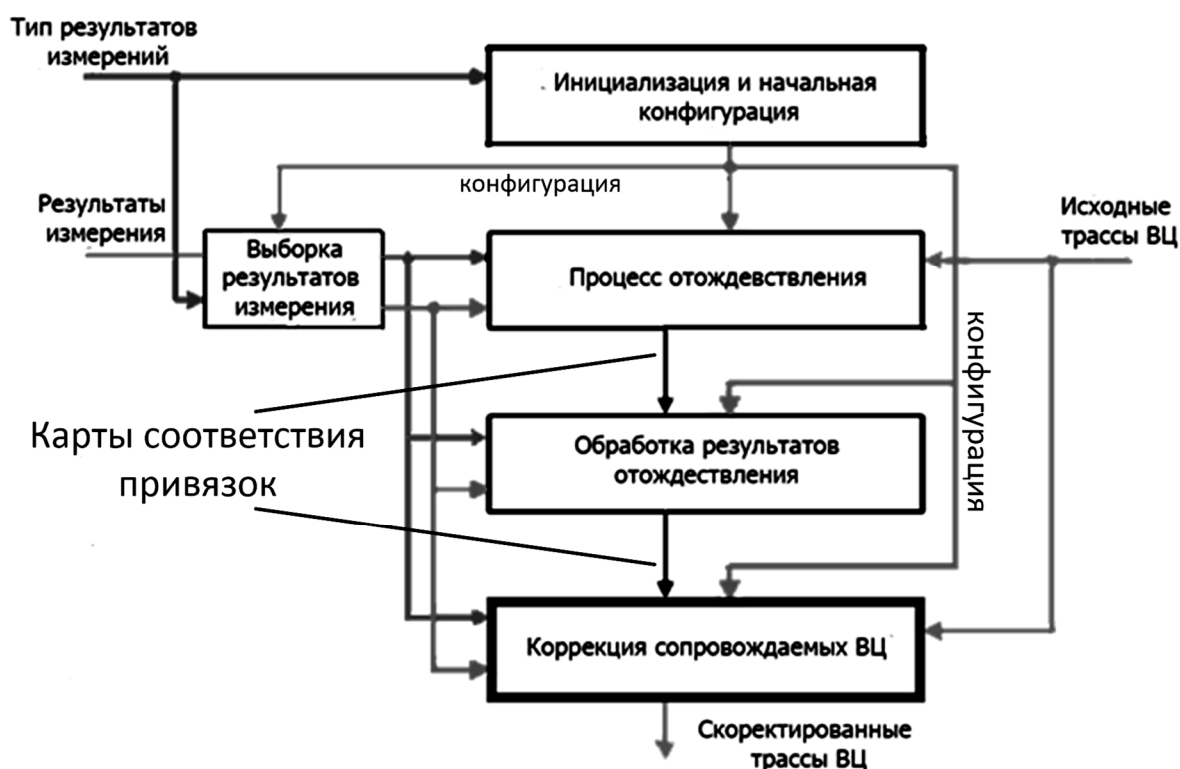 Тип результатов
измерений
Инициализация и начальная
конфигурация
конфигурация
Результаты
измерения
Выборка
результатов
измерения
Процесс отождевствления
Исходные
трассы ВЦ
конфигурация
Карты соответствия
привязок
Обработка результатов
отождествления
Коррекция сопровождаемых ВЦ
Скоректированные
трассы ВЦ